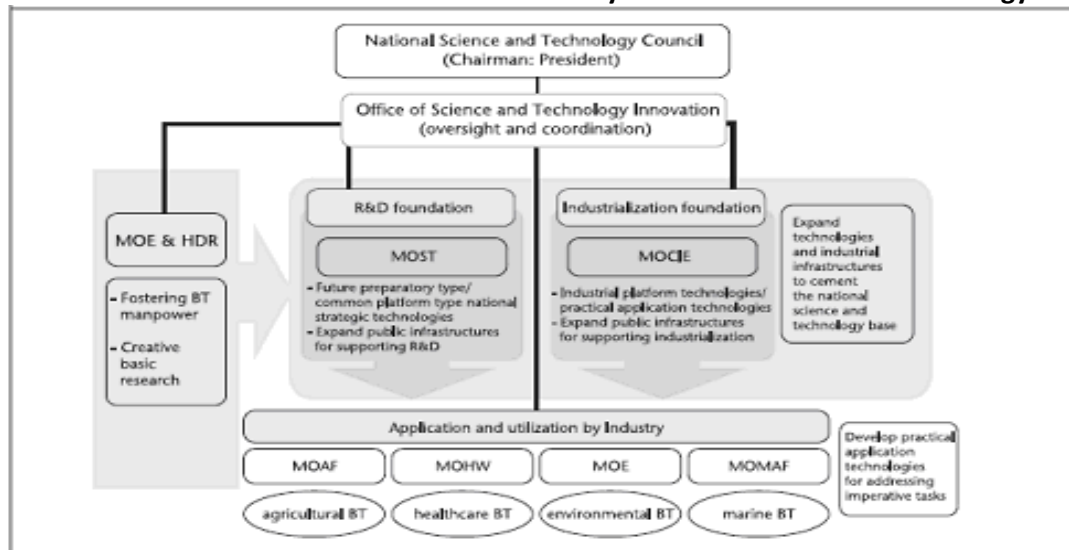 National Science and Technology Council
(Chairman: President)
Office of Science and Technology Innovation
(oversight and coordination)
MOE & HDR
- Fostering BT
manpower
- Creative
basic
research
R&D foundation
MOST
- Future preparatory type/
common platform type national
strategic technologies
- Expand public infrastructures
for supporting R&D
Industrialization foundation
MOCIE
- Industrial platform technologies/
practical application technologies
- Expand public infrastructures
for supporting industrialization
Expand
technologies
and industrial
infrastructures
to cement
the national
science and
technology base
Application and utilization by Industry
MOAF
MOHW
MOE
MOMAF
agricultural BT
healthcare BT
environmental BT
marine BT
Develop practical
application
technologies
for addressing
imperative tasks